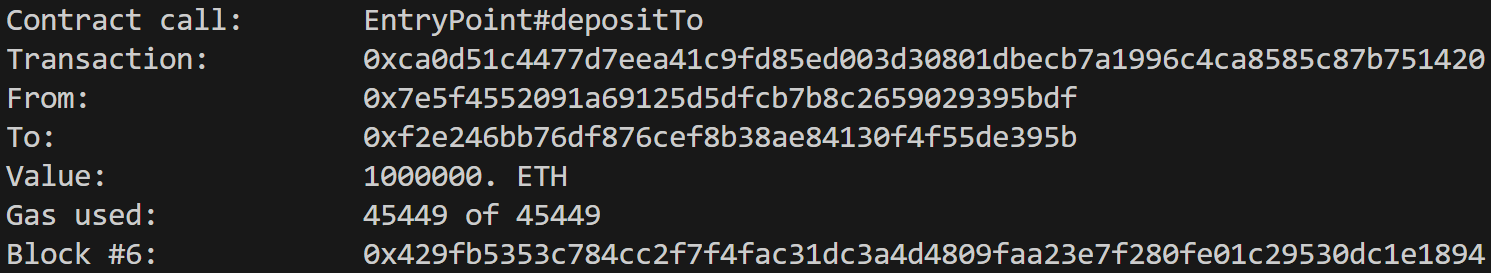 Contract call: EntryPoint#depositTo
Transaction: 0xca0d51c4477d7eea41c9fd85ed003d30801dbecb7a1996c4ca8585c87b751420
From: 0x7e5f4552091a69125d5dfcb7b8c2659029395bdf
To: 0xf2e246bb76df876cef8b38ae84130f4f55de395b
Value: 1000000. ETH
Gas used: 45449 of 45449
Block #6: 0x429fb5353c784cc2f7f4fac31dc3a4d4809faa23e7f280fe01c29530dc1e1894